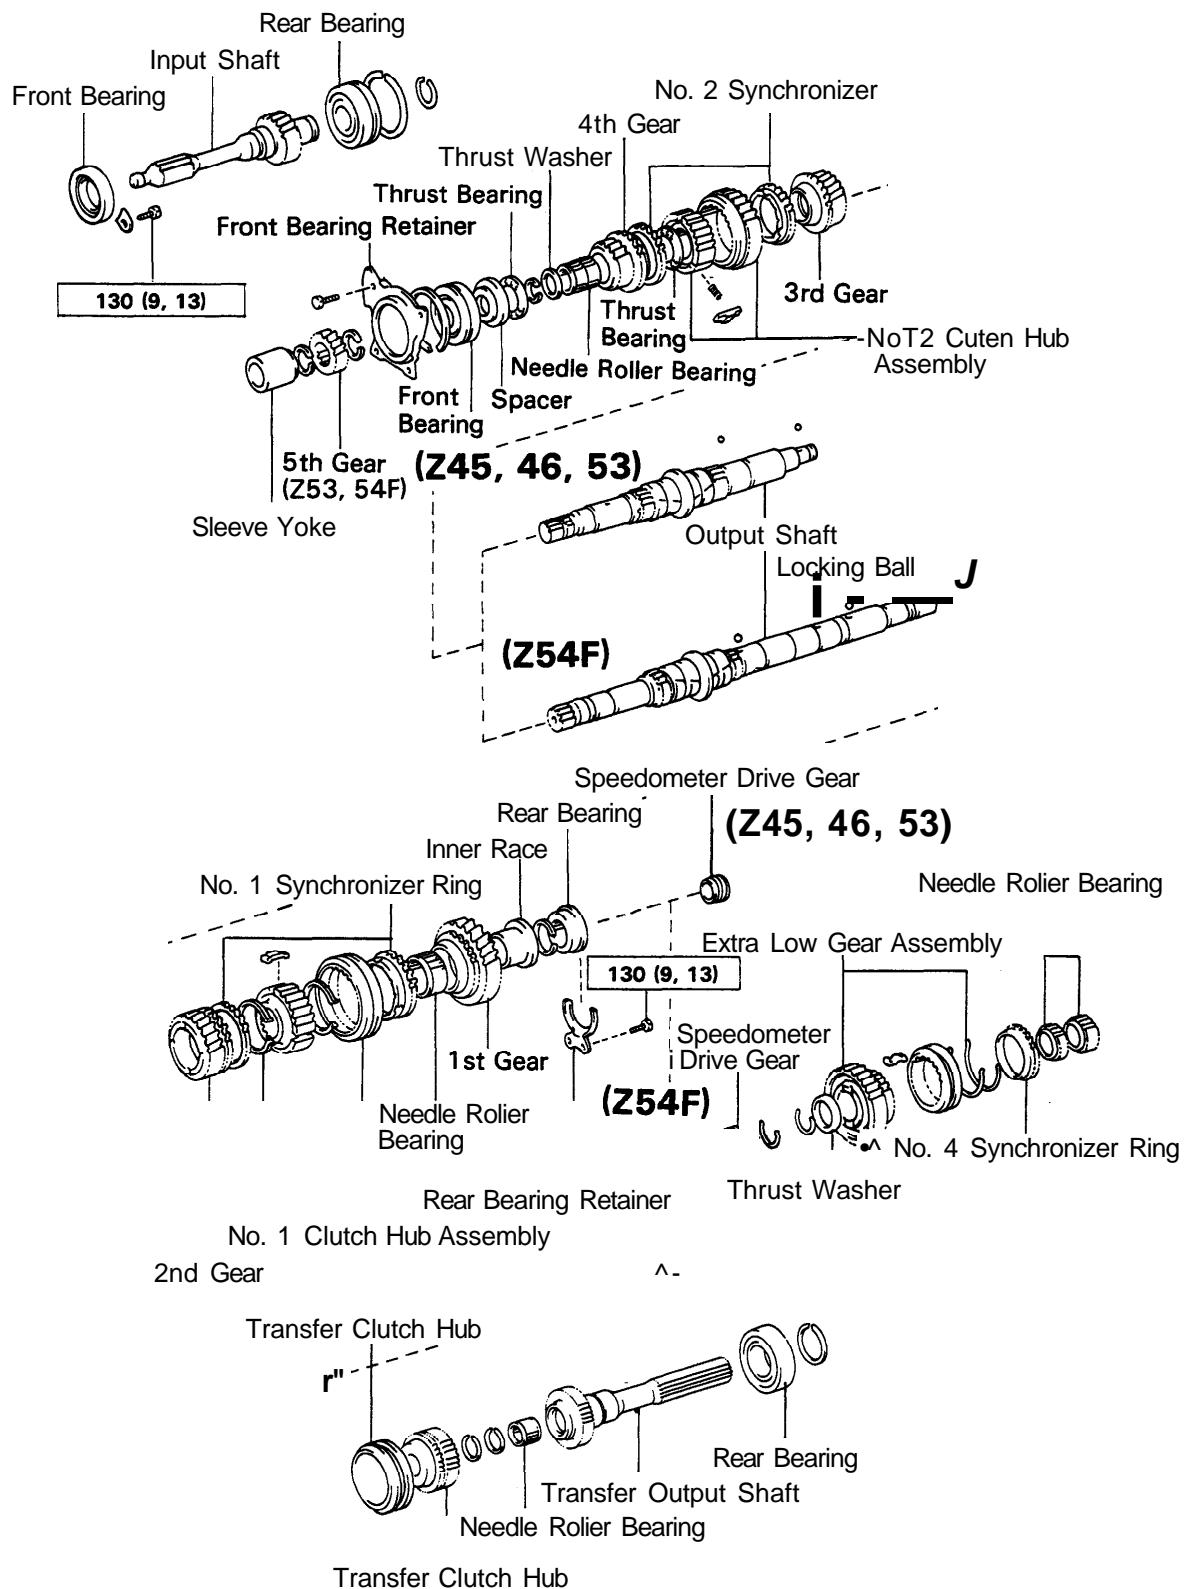 Rear Bearing
Input Shaft
Front Bearing
No. 2 Synchronizer
4th Gear
Thrust Washer
Thrust Bearing
Front Bearing Retainer
130 (9, 13)
3rd Gear
Thrust
Bearing
NoT2 Cuten Hub
Assembly
Needle Roller Bearing
Front
Bearing
Spacer
5th Gear
(Z53, 54F)
(Z45, 46, 53)
Sleeve Yoke
Output Shaft
Locking Ball
J
(Z54F)
Speedometer Drive Gear
Rear Bearing
(Z45, 46, 53)
Inner Race
No. 1 Synchronizer Ring
Needle Rolier Bearing
Extra Low Gear Assembly
130 (9, 13)
Speedometer
Drive Gear
1st Gear
(Z54F)
Needle Rolier
Bearing
•^ No. 4 Synchronizer Ring
Thrust Washer
Rear Bearing Retainer
No. 1 Clutch Hub Assembly
2nd Gear
^-
Transfer Clutch Hub
r"
Rear Bearing
Transfer Output Shaft
Needle Rolier Bearing
Transfer Clutch Hub